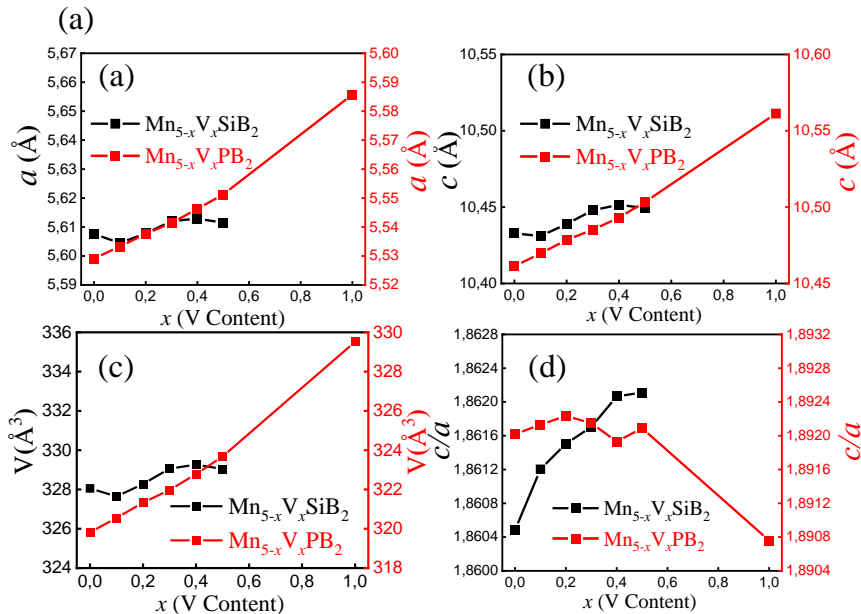 (a)
(a)
5,67
5,66
5,65
5,64
5,63
5,62
5,61
5,60
5,59
a (Å)
5,60
5,59
5,58
5,57
5,56
5,55
5,54
5,53
5,52
a (Å)
Mn5-xVxSiB2
Mn5-xVxPB2
0,0 0,2 0,4 0,6 0,8 1,0
x (V Content)
(b)
10,55
10,50
10,45
10,40
c (Å)
10,60
10,55
10,50
10,45
c (Å)
Mn5-xVxSiB2
Mn5-xVxPB2
0,0 0,2 0,4 0,6 0,8 1,0
x (V Content)
(c)
336
334
332
330
328
326
324
V(Å³)
330
328
326
324
322
320
318
V(Å³)
Mn5-xVxSiB2
Mn5-xVxPB2
0,0 0,2 0,4 0,6 0,8 1,0
x (V Content)
(d)
1,8628
1,8624
1,8620
1,8616
1,8612
1,8608
1,8604
1,8600
c/a
1,8932
1,8928
1,8924
1,8920
1,8916
1,8912
1,8908
1,8904
c/a
Mn5-xVxSiB2
Mn5-xVxPB2
0,0 0,2 0,4 0,6 0,8 1,0
x (V Content)